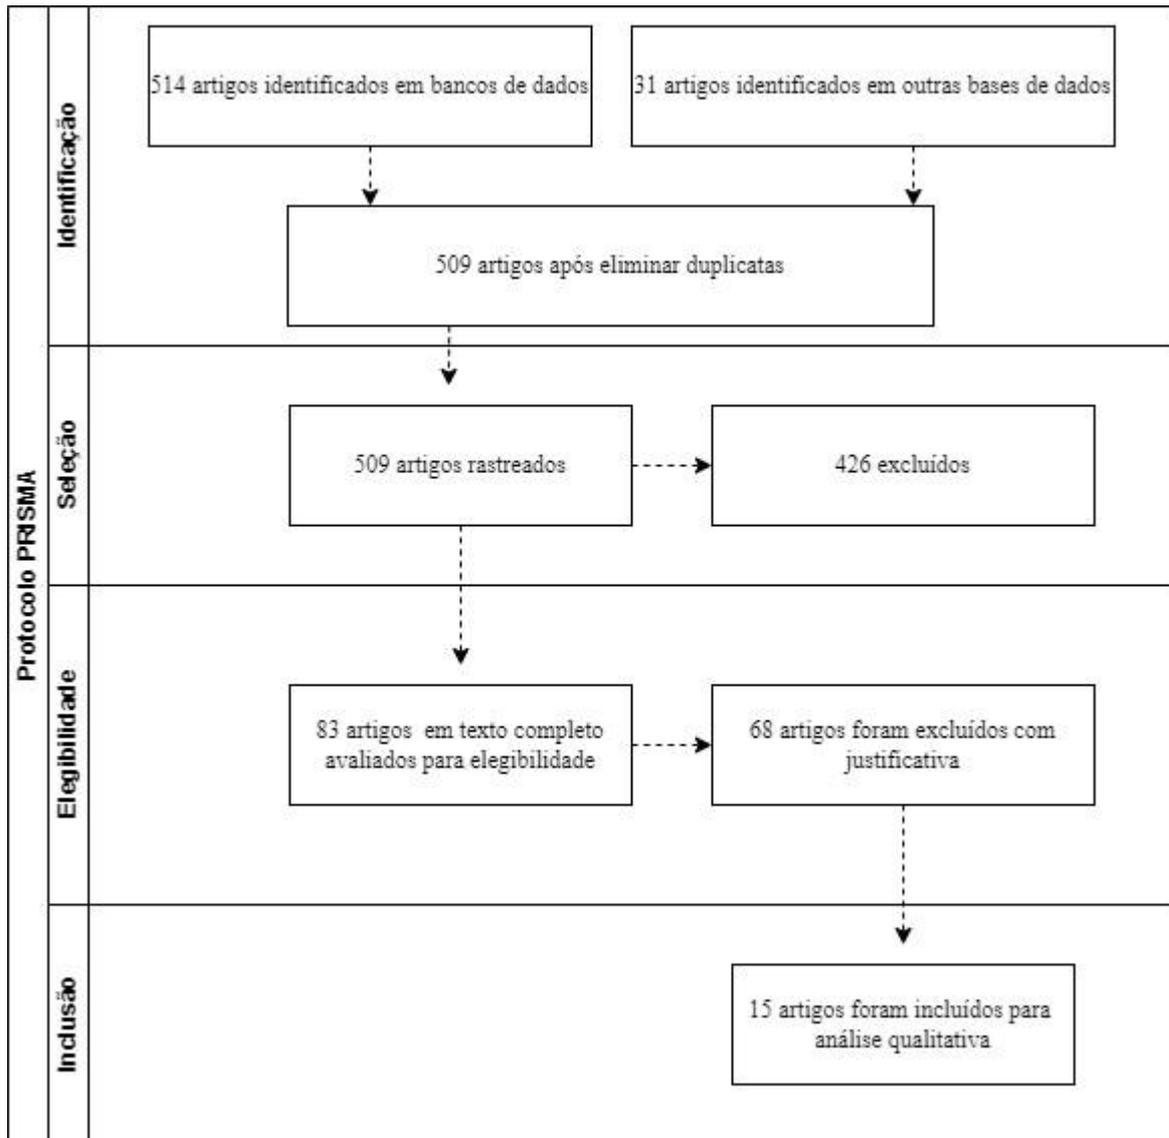 Protocolo PRISMA
Identificação
514 artigos identificados em bancos de dados
31 artigos identificados em outras bases de dados
509 artigos após eliminar duplicatas
Seleção
509 artigos rastreados
426 excluídos
Elegibilidade
83 artigos em texto completo
avaliados para elegibilidade
68 artigos foram excluídos com
justificativa
Inclusão
15 artigos foram incluídos para
análise qualitativa